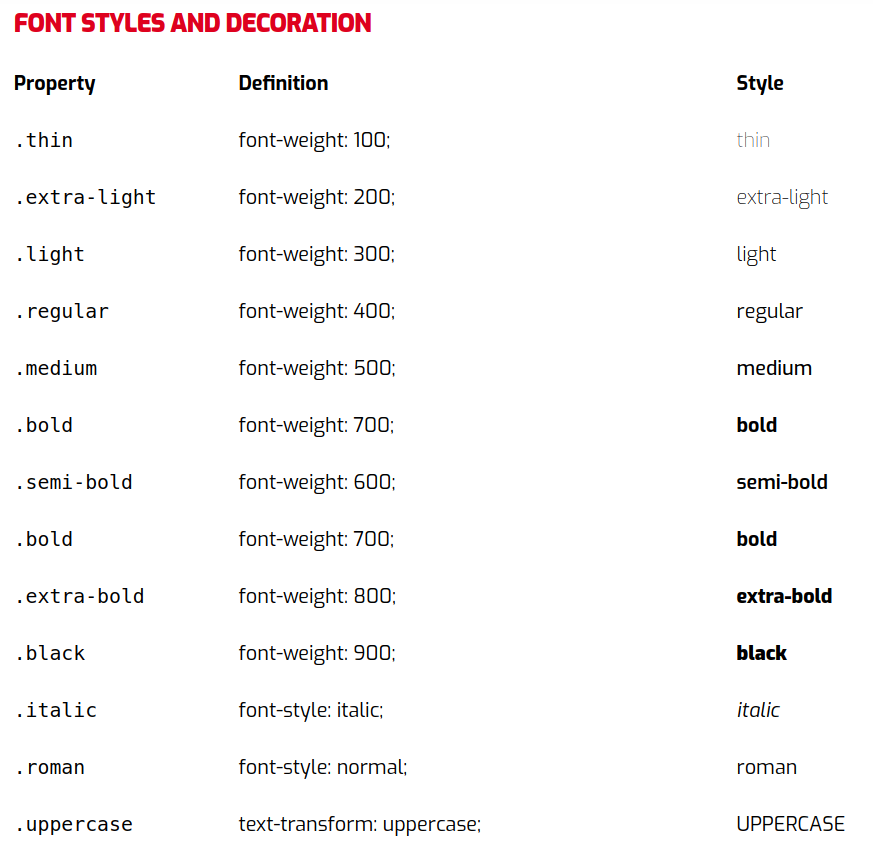 FONT STYLES AND DECORATION
Property Definition Style
.thin font-weight: 100; thin
.extra-light font-weight: 200; extra-light
.light font-weight: 300; light
.regular font-weight: 400; regular
.medium font-weight: 500; medium
.bold font-weight: 700; bold
.semi-bold font-weight: 600; semi-bold
.bold font-weight: 700; bold
.extra-bold font-weight: 800; extra-bold
.black font-weight: 900; black
.italic font-style: italic; italic
.roman font-style: normal; roman
.uppercase text-transform: uppercase; UPPERCASE